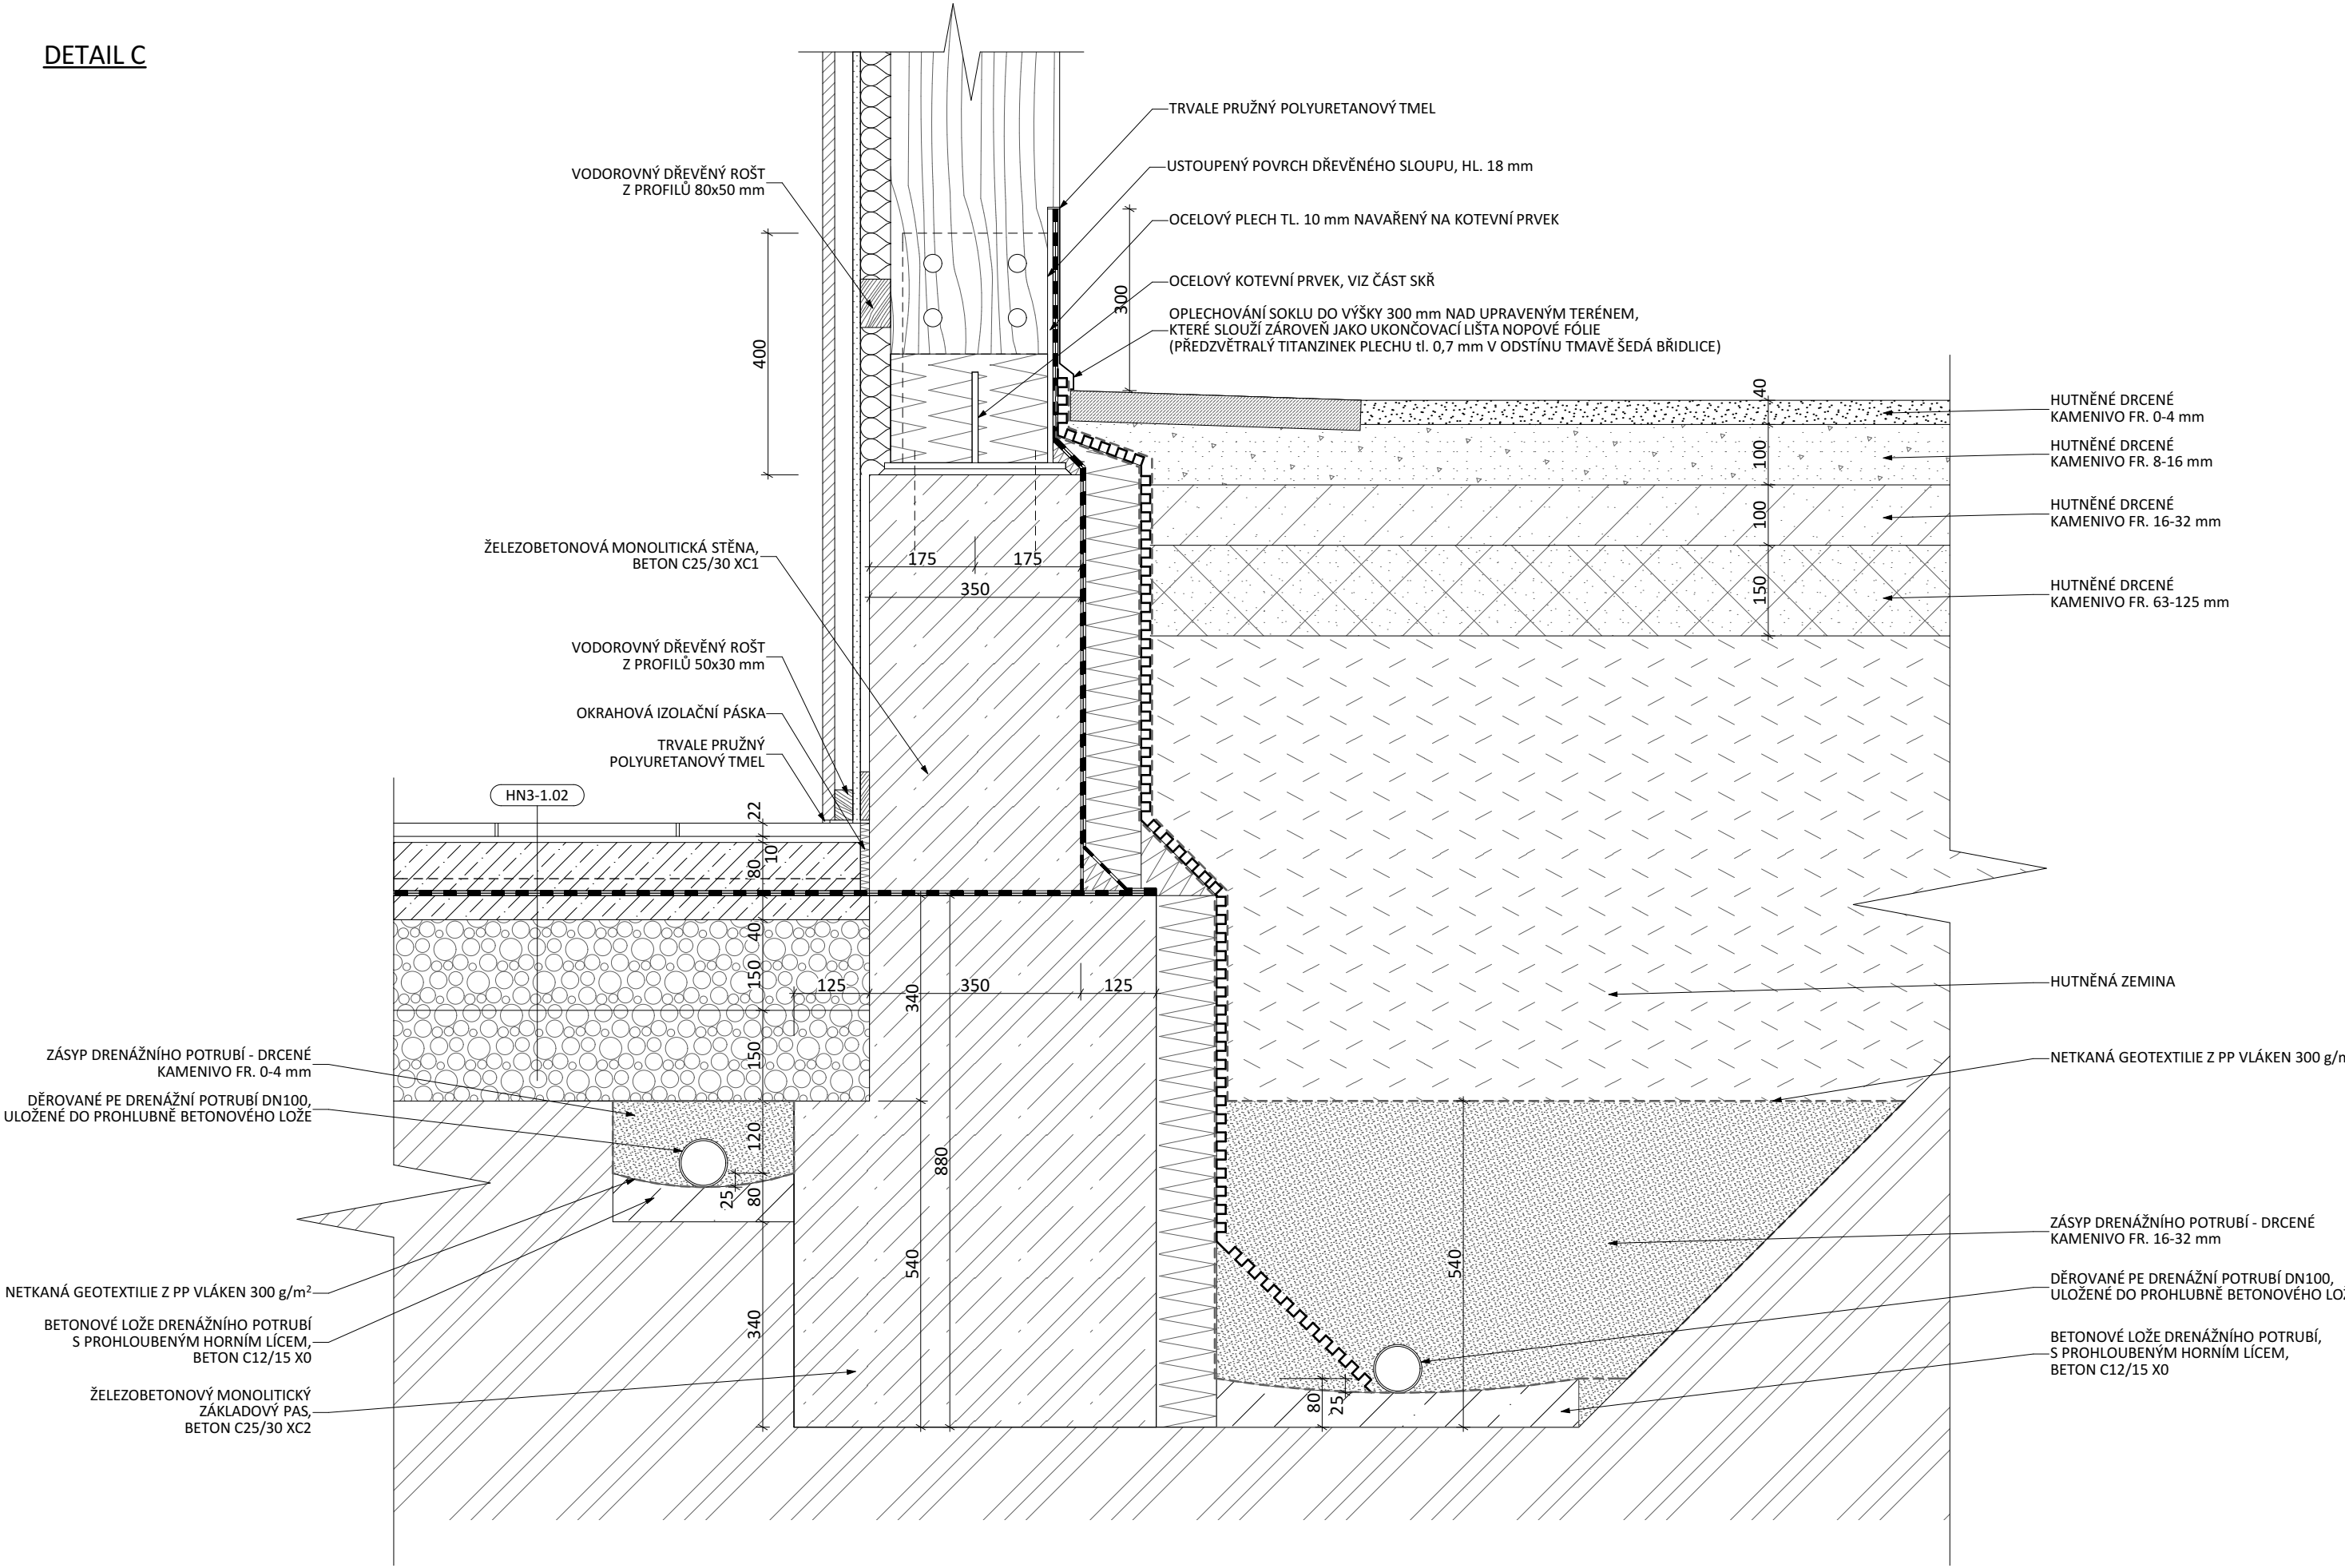 DETAIL C
TRVALE PRUŽNÝ POLYURETANOVÝ TMEL
USTOUPENÝ POVRCH DŘEVĚNÉHO SLOUPU, HL. 18 mm
OCELOVÝ PLECH TL. 10 mm NAVAŘENÝ NA KOTEVNÍ PRVEK
OCELOVÝ KOTEVNÍ PRVEK, VIZ ČÁST SKŘ
OPLECHOVÁNÍ SOKLU DO VÝŠKY 300 mm NAD UPRAVENÝM TERÉNEM,
KTERÉ SLOUŽÍ ZÁROVEŇ JAKO UKONČOVACÍ LIŠTA NOPOVÉ FÓLIE
(PŘEDZVĚTRALÝ TITANZINEK PLECHU tl. 0,7 mm V ODSTÍNU TMAVĚ ŠEDÁ BŘIDLICE)
VODOROVNÝ DŘEVĚNÝ ROŠT
Z PROFILŮ 80x50 mm
400
300
ŽELEZOBETONOVÁ MONOLITICKÁ STĚNA,
BETON C25/30 XC1
VODOROVNÝ DŘEVĚNÝ ROŠT
Z PROFILŮ 50x30 mm
OKRAHOVÁ IZOLAČNÍ PÁSKA
TRVALE PRUŽNÝ
POLYURETANOVÝ TMEL
HN3-1.02
175
175
350
40
100
100
150
HUTNĚNÉ DRCENÉ
KAMENIVO FR. 0-4 mm
HUTNĚNÉ DRCENÉ
KAMENIVO FR. 8-16 mm
HUTNĚNÉ DRCENÉ
KAMENIVO FR. 16-32 mm
HUTNĚNÉ DRCENÉ
KAMENIVO FR. 63-125 mm
22
10
80
40
150
150
120
80
25
340
125
350
125
340
880
540
540
80
25
ZÁSYP DRENÁŽNÍHO POTRUBÍ - DRCENÉ
KAMENIVO FR. 0-4 mm
DĚROVANÉ PE DRENÁŽNÍ POTRUBÍ DN100,
ULOŽENÉ DO PROHLUBNĚ BETONOVÉHO LOŽE
NETKANÁ GEOTEXTILIE Z PP VLÁKEN 300 g/m²
BETONOVÉ LOŽE DRENÁŽNÍHO POTRUBÍ
S PROHLOUBENÝM HORNÍM LÍCEM,
BETON C12/15 X0
ŽELEZOBETONOVÝ MONOLITICKÝ
ZÁKLADOVÝ PAS,
BETON C25/30 XC2
HUTNĚNÁ ZEMINA
NETKANÁ GEOTEXTILIE Z PP VLÁKEN 300
ZÁSYP DRENÁŽNÍHO POTRUBÍ - DRCENÉ
KAMENIVO FR. 16-32 mm
DĚROVANÉ PE DRENÁŽNÍ POTRUBÍ DN100,
ULOŽENÉ DO PROHLUBNĚ BETONOVÉHO
BETONOVÉ LOŽE DRENÁŽNÍHO POTRUBÍ,
S PROHLOUBENÝM HORNÍM LÍCEM,
BETON C12/15 X0